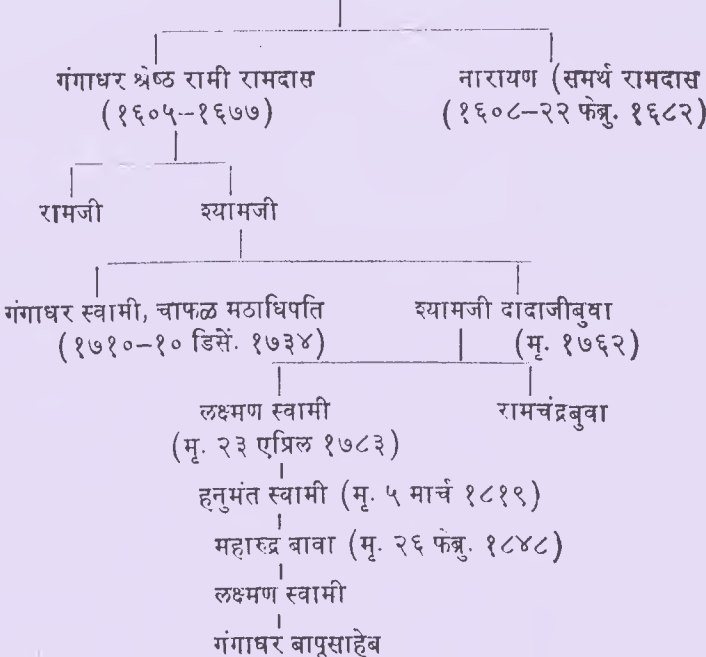 गंगाधर श्रेष्ठ रामी रामदास नारायण (समर्थ रामदास
(१६०५–१६७७) (१६०८–२२ फेब्रु. १६८२)
रामजी श्यामजी
गंगाधर स्वामी, चाफळ मठाधिपति श्यामजी दादाजीबुवा
(१७१०–१० डिसें. १७३४) (मृ. १७६२)
लक्ष्मण स्वामी रामचंद्रबुवा
(मृ. २३ एप्रिल १७८३)
हनुमंत स्वामी (मृ. ५ मार्च १८१९)
महारुद्र बावा (मृ. २६ फेब्रु. १८४८)
लक्ष्मण स्वामी
गंगाधर बापूसाहेब